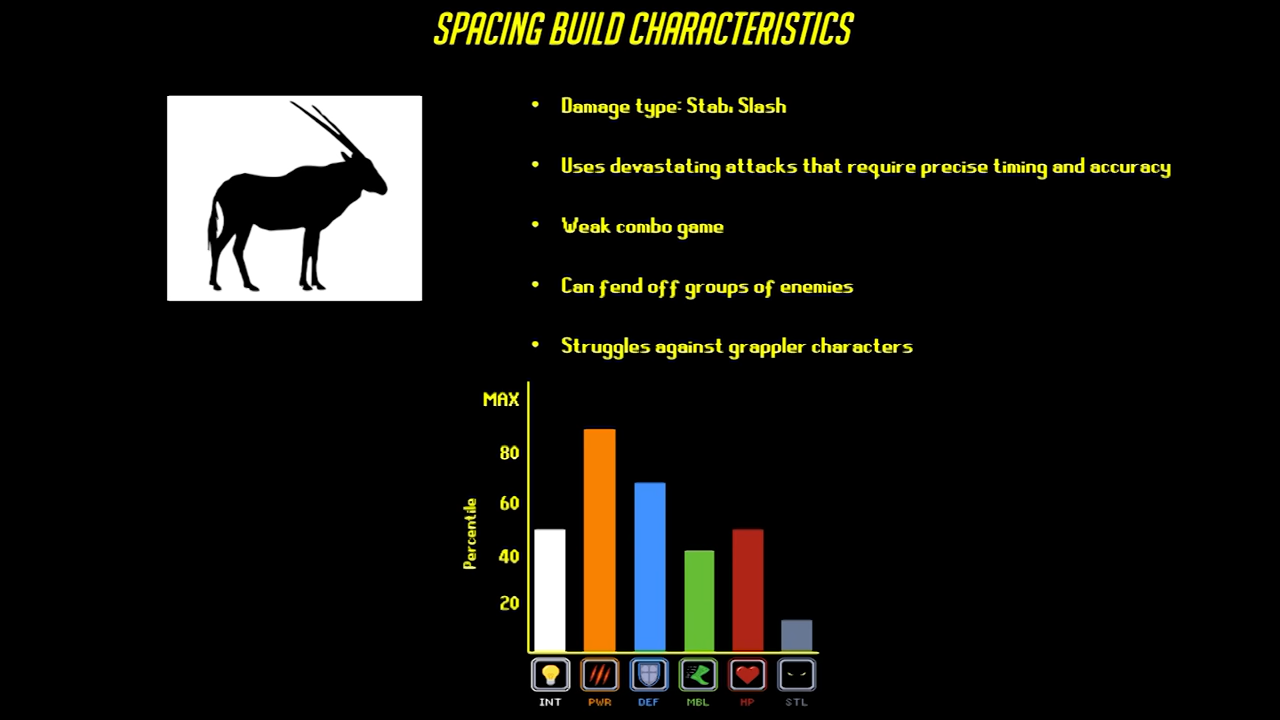 SPACING BUILD CHARACTERISTICS
• Damage type: Stab, Slash
• Uses devastating attacks that require precise timing and accuracy
• Weak combo game
• Can fend off groups of enemies
• Struggles against grappler characters
MAX
80
60
40
20
Percentile
INT PWR DEF MBL HP STL